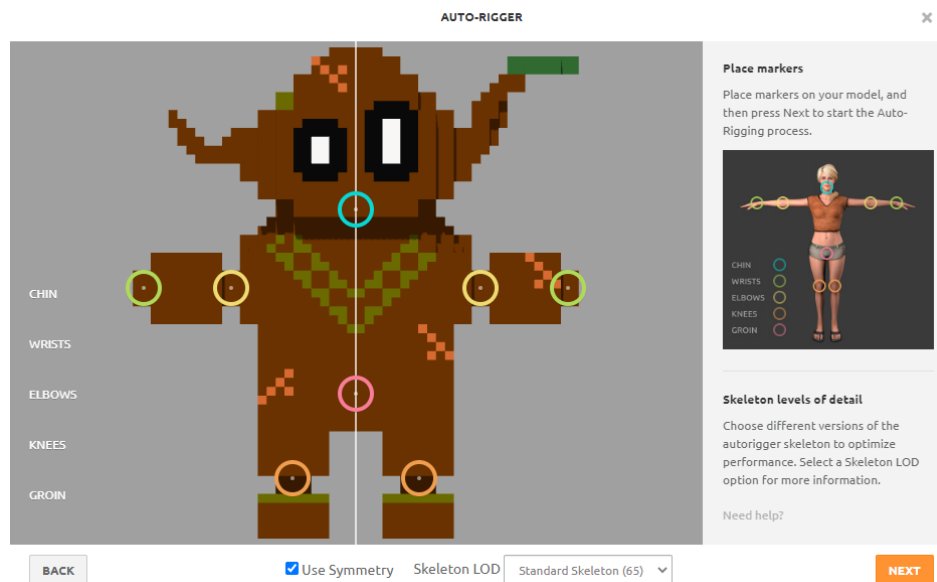 AUTO-RIGGER
×
CHIN
WRISTS
ELBOWS
KNEES
GROIN
Place markers
Place markers on your model, and
then press Next to start the Auto-
Rigging process.
CHIN
WRISTS
ELBOWS
KNEES
GROIN
Skeleton levels of detail
Choose different versions of the
autorigger skeleton to optimize
performance. Select a Skeleton LOD
option for more information.
Need help?
BACK
Use Symmetry
Skeleton LOD
Standard Skeleton (65)
NEXT